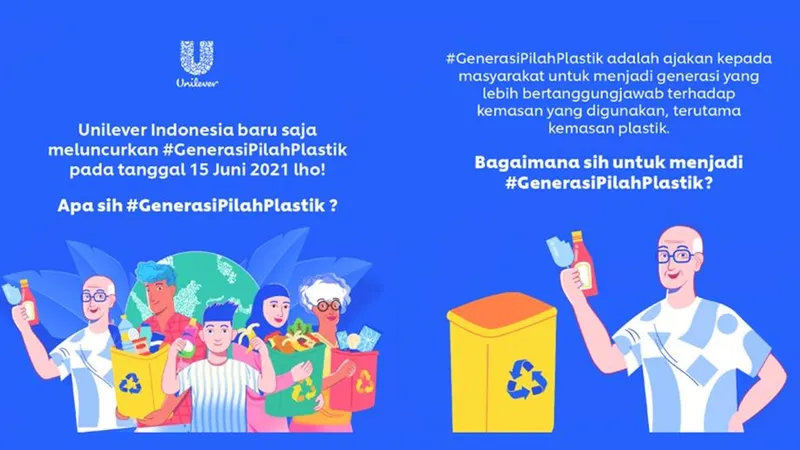 Unilever
Unilever Indonesia baru saja
meluncurkan #GenerasiPilahPlastik
pada tanggal 15 Juni 2021 lho!
Apa sih #GenerasiPilahPlastik ?
#GenerasiPilahPlastik adalah ajakan kepada
masyarakat untuk menjadi generasi yang
lebih bertanggungjawab terhadap
kemasan yang digunakan, terutama
kemasan plastik.
Bagaimana sih untuk menjadi
#GenerasiPilahPlastik?